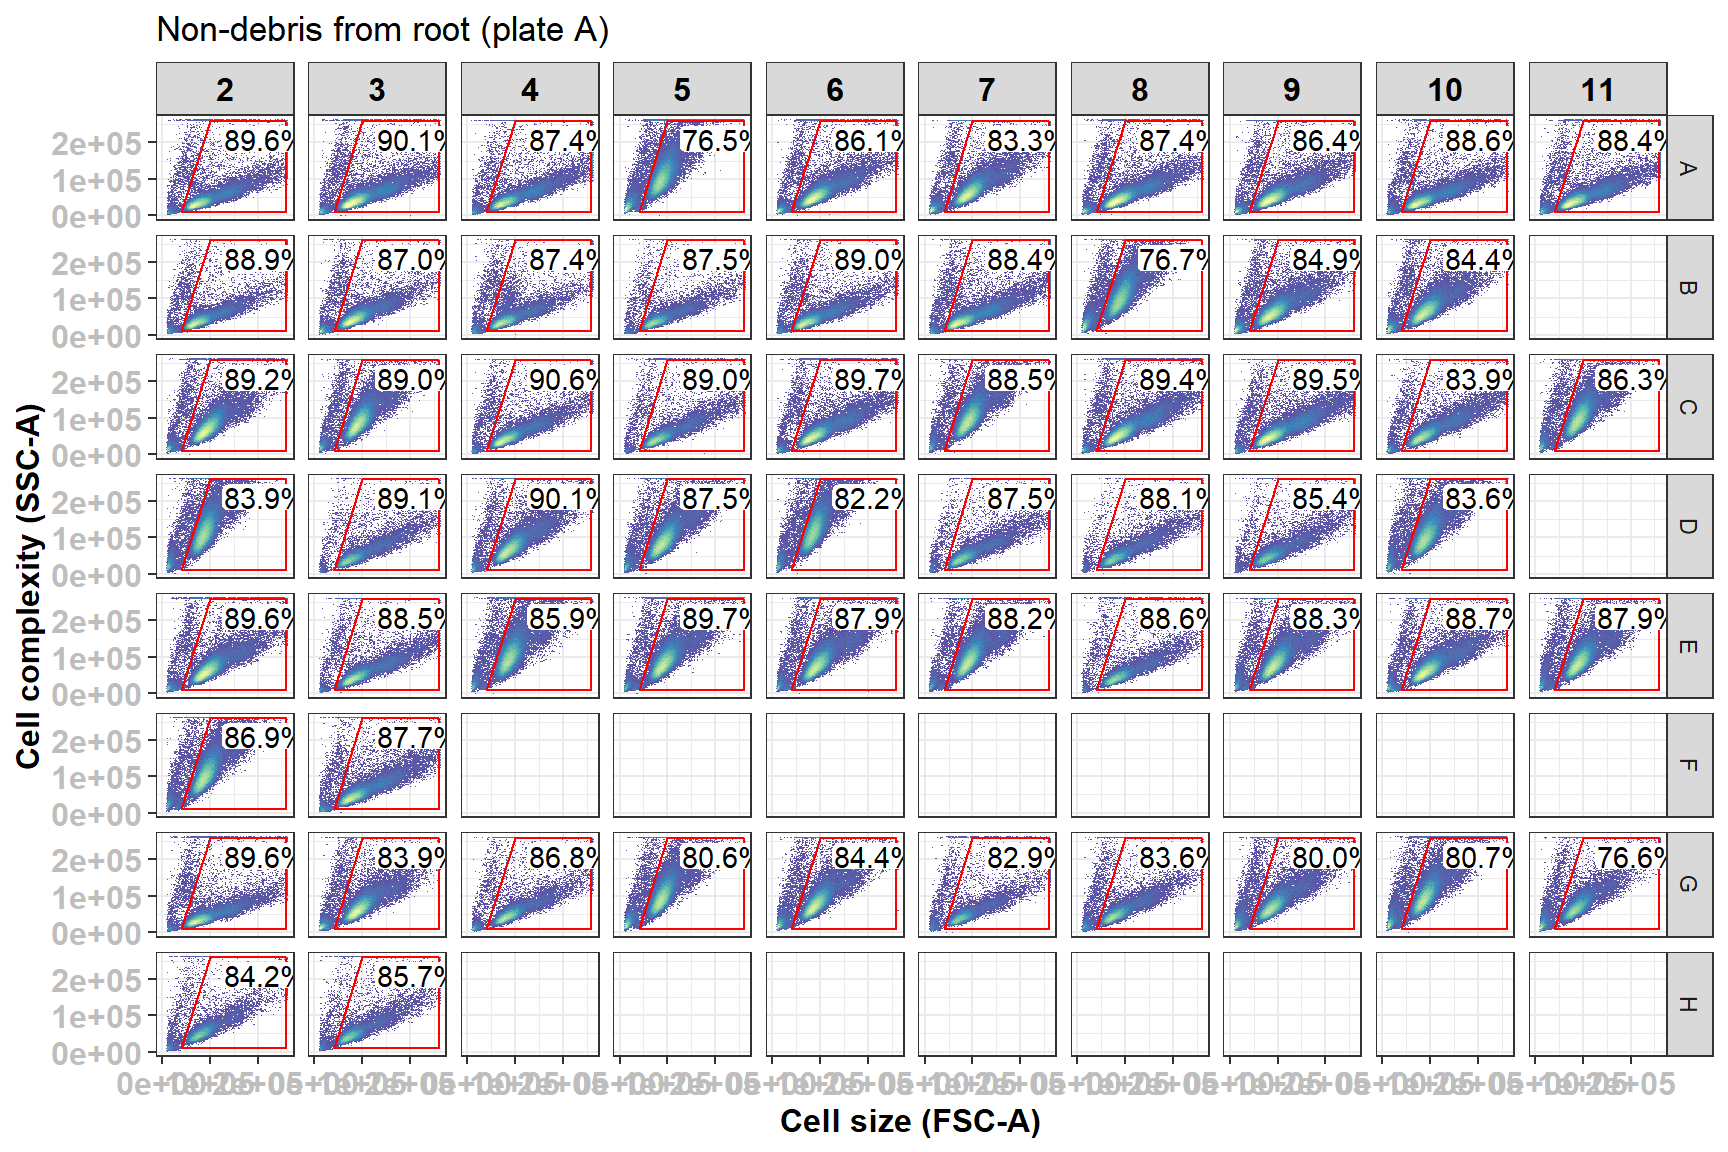 Non-debris from root (plate A)
2 3 4 5 6 7 8 9 10 11
2e+05 89.6% 90.1% 87.4% 76.5% 86.1% 83.3% 87.4% 86.4% 88.6% 88.4% A
1e+05
0e+00
2e+05 88.9% 87.0% 87.4% 87.5% 89.0% 88.4% 76.7% 84.9% 84.4% B
1e+05
0e+00
2e+05 89.2% 89.0% 90.6% 89.0% 89.7% 88.5% 89.4% 89.5% 83.9% 86.3% C
1e+05
0e+00
2e+05 83.9% 89.1% 90.1% 87.5% 82.2% 87.5% 88.1% 85.4% 83.6% D
1e+05
0e+00
2e+05 89.6% 88.5% 85.9% 89.7% 87.9% 88.2% 88.6% 88.3% 88.7% 87.9% E
1e+05
0e+00
2e+05 86.9% 87.7% F
1e+05
0e+00
2e+05 89.6% 83.9% 86.8% 80.6% 84.4% 82.9% 83.6% 80.0% 80.7% 76.6% G
1e+05
0e+00
2e+05 84.2% 85.7% H
1e+05
0e+00
Cell complexity (SSC-A)
Cell size (FSC-A)